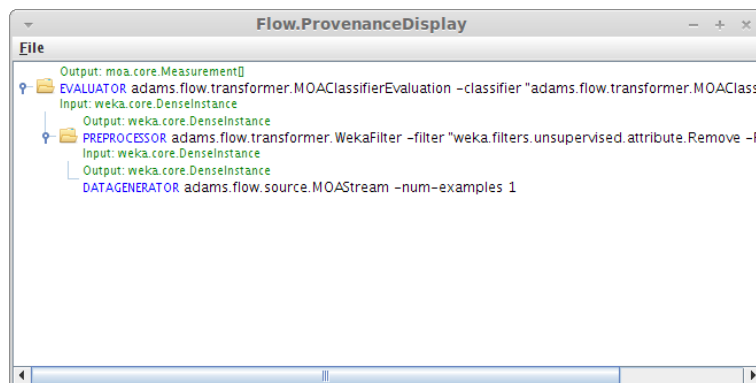 Flow.ProvenanceDisplay
File
Output: moa.core.Measurement[]
EVALUATOR adams.flow.transformer.MOAClassifierEvaluation -classifier "adams.flow.transformer.MOAClass
Input: weka.core.DenseInstance
Output: weka.core.DenseInstance
PREPROCESSOR adams.flow.transformer.WekaFilter -filter "weka.filters.unsupervised.attribute.Remove -
Input: weka.core.DenseInstance
Output: weka.core.DenseInstance
DATAGENERATOR adams.flow.source.MOAStream -num-examples 1